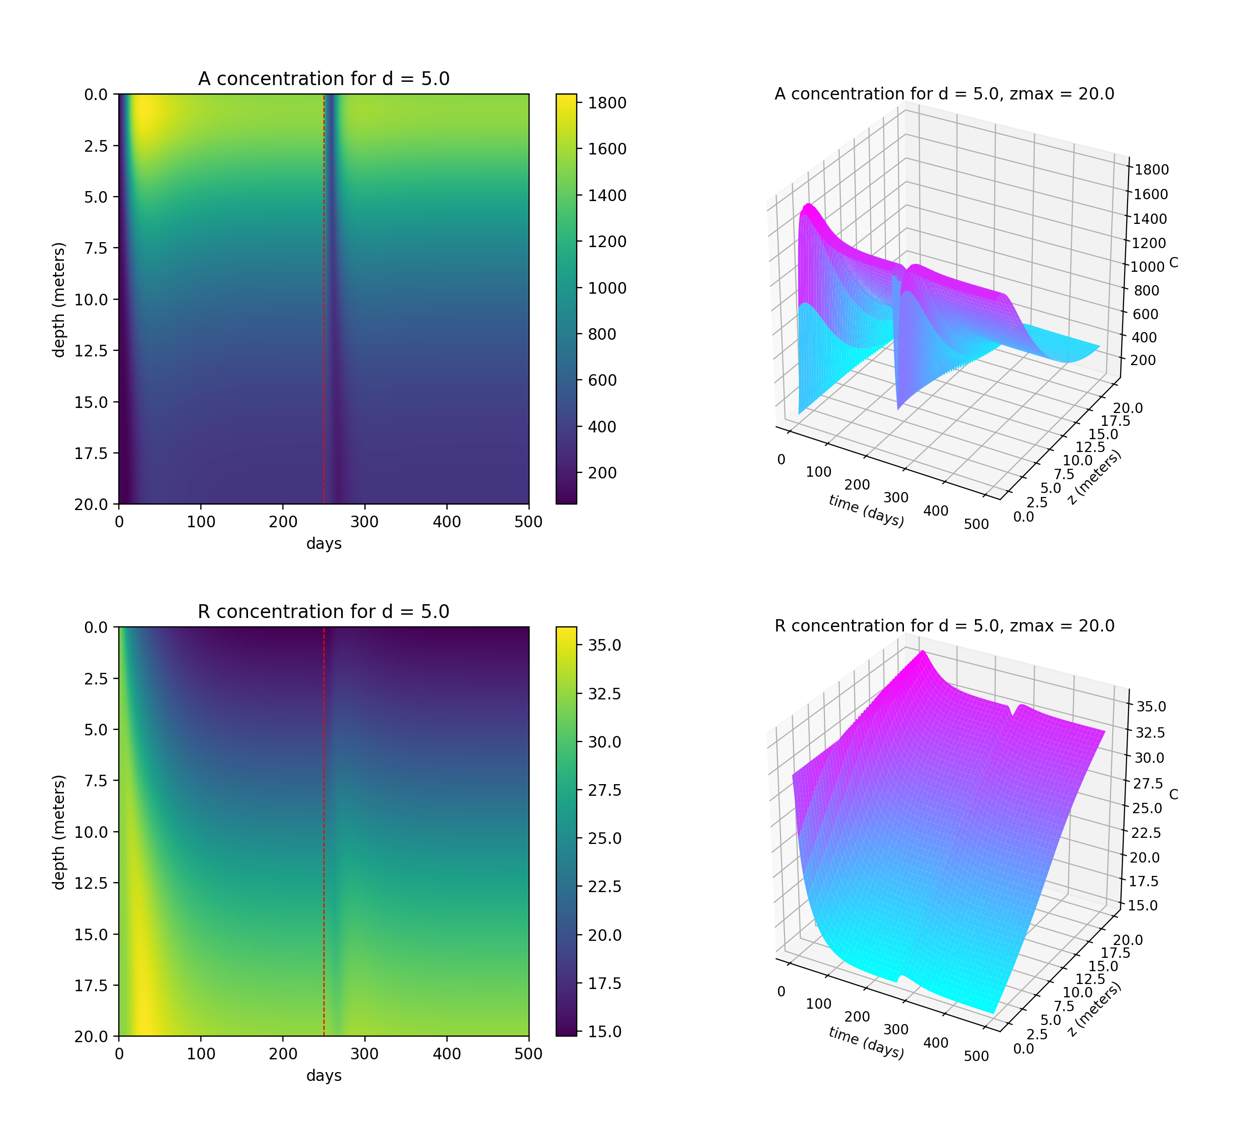 A concentration for d = 5.0
0.0
2.5
5.0
7.5
10.0
12.5
15.0
17.5
20.0
depth (meters)
0 100 200 300 400 500
days
1800
1600
1400
1200
1000
800
600
400
200
A concentration for d = 5.0, zmax = 20.0
1800
1600
1400
1200
1000
800
600
400
200
C
0 100 200 300 400 500
time (days)
0.0 2.5 5.0 7.5 10.0 12.5 15.0 17.5 20.0
z (meters)
R concentration for d = 5.0
0.0
2.5
5.0
7.5
10.0
12.5
15.0
17.5
20.0
depth (meters)
0 100 200 300 400 500
days
35.0
32.5
30.0
27.5
25.0
22.5
20.0
17.5
15.0
R concentration for d = 5.0, zmax = 20.0
35.0
32.5
30.0
27.5
25.0
22.5
20.0
17.5
15.0
C
0 100 200 300 400 500
time (days)
0.0 2.5 5.0 7.5 10.0 12.5 15.0 17.5 20.0
z (meters)